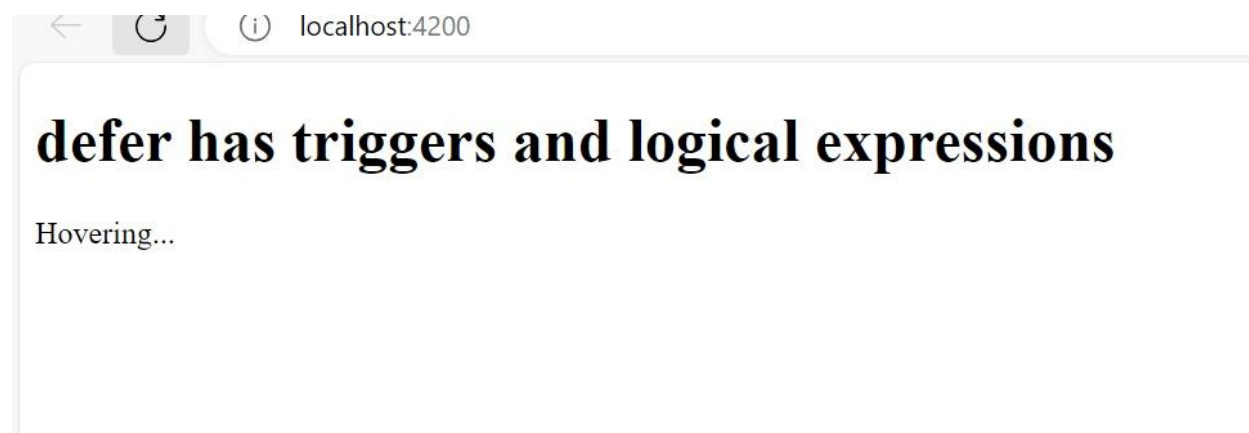 localhost:4200
defer has triggers and logical expressions
Hovering...